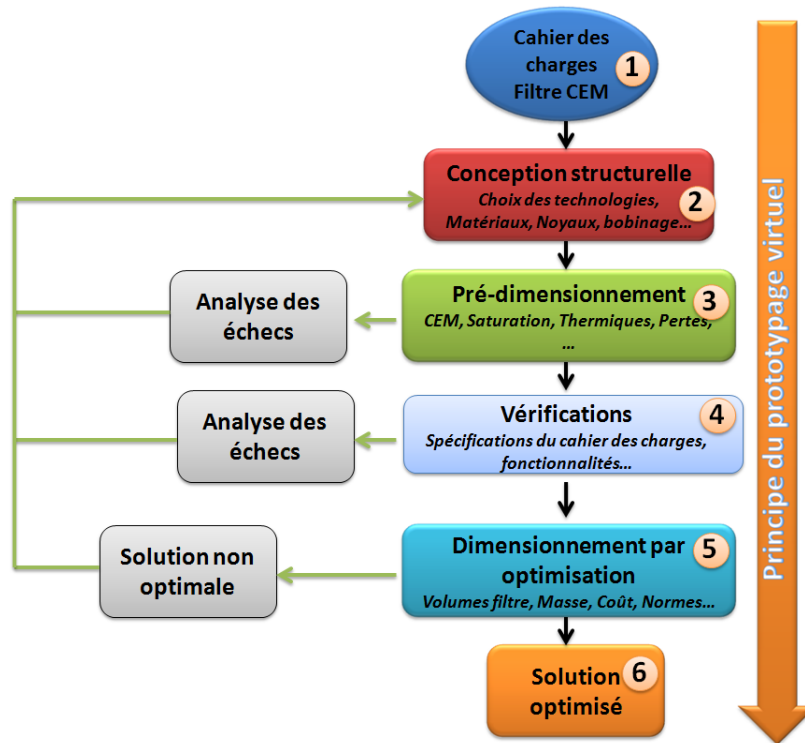 Cahier des
charges
Filtre CEM
1
Conception structurelle
Choix des technologies,
Matériaux, Noyaux, bobinage...
2
Analyse des
échecs
Pré-dimensionnement
CEM, Saturation, Thermiques, Pertes,
...
3
Analyse des
échecs
Vérifications
Spécifications du cahier des charges,
fonctionnalités...
4
Solution non
optimale
Dimensionnement par
optimisation
Volumes filtre, Masse, Coût, Normes...
5
Solution
optimisé
6
Principe du prototypage virtuel